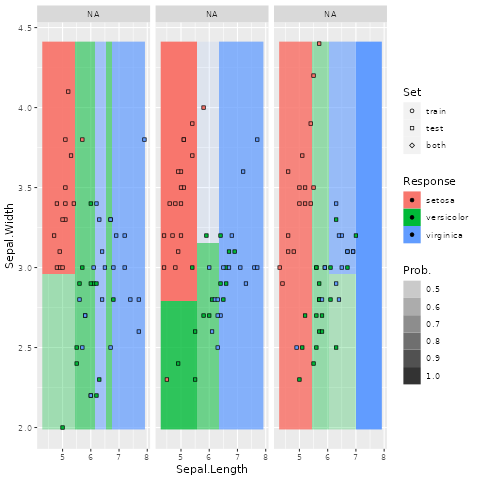 NA NA NA
4.5
4.0
3.5
3.0
2.5
2.0
Sepal.Width
5 6 7 8 5 6 7 8 5 6 7 8
Sepal.Length
Set
train
test
both
Response
setosa
versicolor
virginica
Prob.
0.5
0.6
0.7
0.8
0.9
1.0